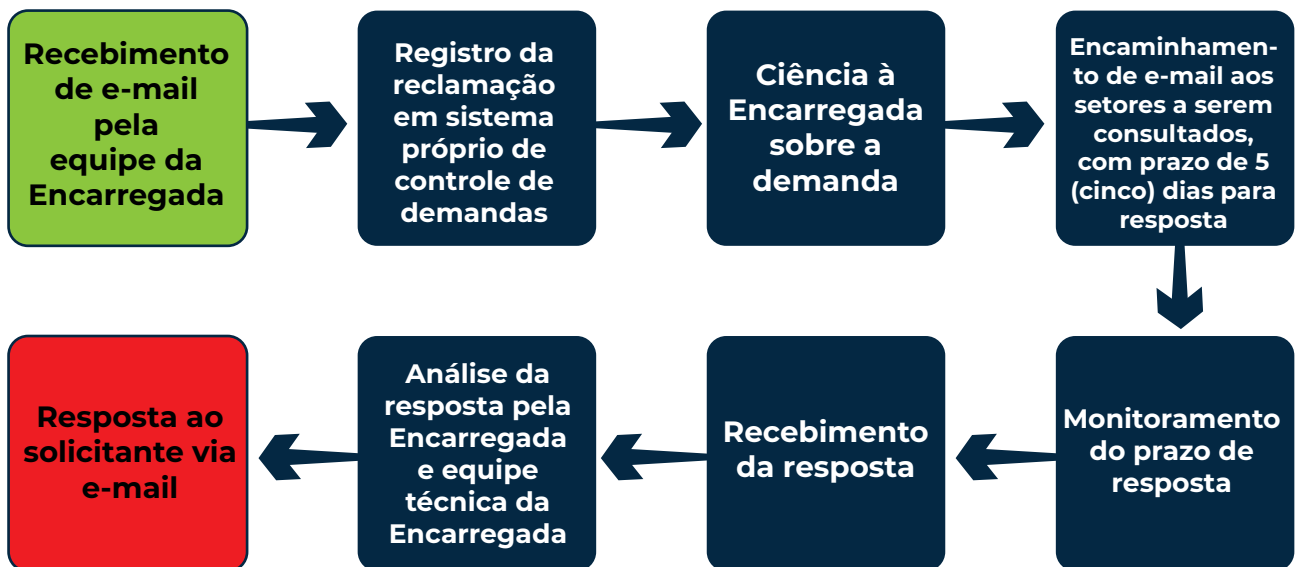 Recebimento
de e-mail
pela
equipe da
Encarregada
Registro da
reclamação
em sistema
próprio de
controle de
demandas
Ciência à
Encarregada
sobre a
demanda
Encaminhamen-
to de e-mail aos
setores a serem
consultados,
com prazo de 5
(cinco) dias para
resposta
Monitoramento
do prazo de
resposta
Recebimento
da resposta
Análise da
resposta pela
Encarregada
e equipe
técnica da
Encarregada
Resposta ao
solicitante via
e-mail